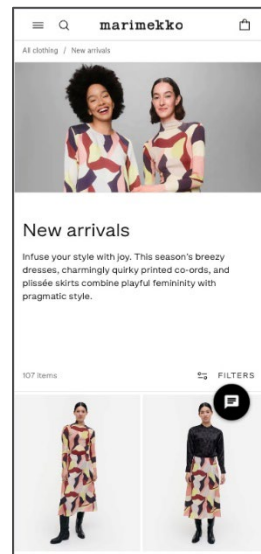 marimekko
All clothing / New arrivals
New arrivals
Infuse your style with joy. This season's breezy
dresses, charmingly quirky printed co-ords, and
plissée skirts combine playful femininity with
pragmatic style.
107 items
FILTERS